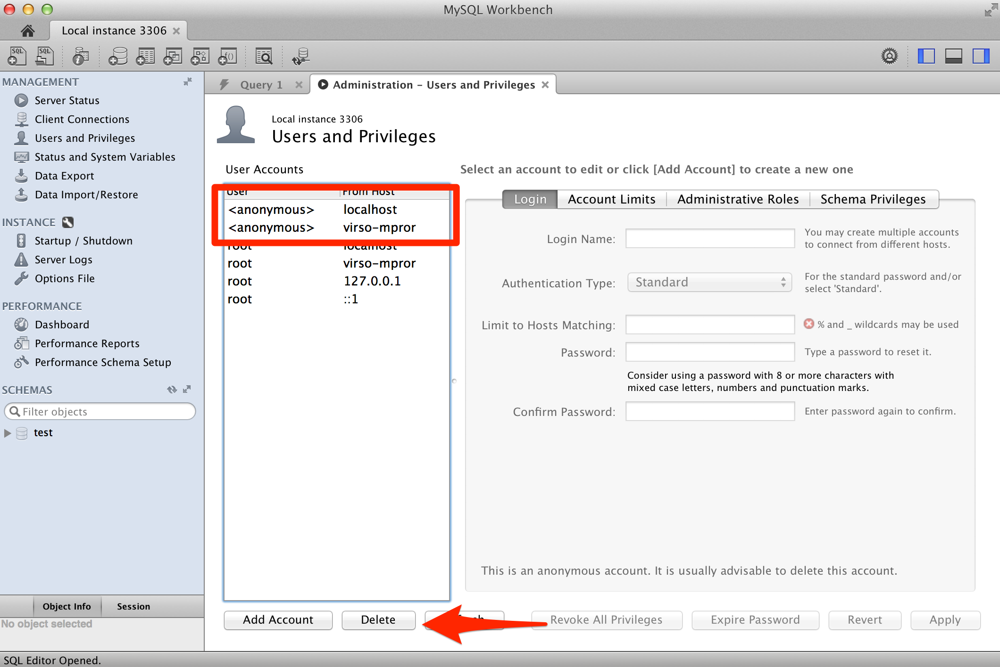 MySQL Workbench
Local instance 3306
SQL SQL
MANAGEMENT
Server Status
Client Connections
Users and Privileges
Status and System Variables
Data Export
Data Import/Restore
INSTANCE
Startup / Shutdown
Server Logs
Options File
PERFORMANCE
Dashboard
Performance Reports
Performance Schema Setup
SCHEMAS
Filter objects
test
Object Info Session
No object selected
Query 1 Administration – Users and Privileges
Local instance 3306
Users and Privileges
User Accounts
User From Host
<anonymous> localhost
<anonymous> virso-mpror
root localhost
root virso-mpror
root 127.0.0.1
root ::1
Add Account Delete
Select an account to edit or click [Add Account] to create a new one
Login Account Limits Administrative Roles Schema Privileges
Login Name: You may create multiple accounts
to connect from different hosts.
Authentication Type: Standard For the standard password and/or
select 'Standard'.
Limit to Hosts Matching: % and _ wildcards may be used
Password: Type a password to reset it.
Consider using a password with 8 or more characters with
mixed case letters, numbers and punctuation marks.
Confirm Password: Enter password again to confirm.
This is an anonymous account. It is usually advisable to delete this account.
Revoke All Privileges Expire Password Revert Apply
SQL Editor Opened.